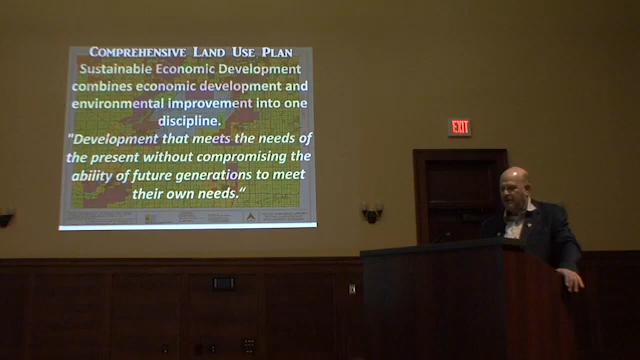 COMPREHENSIVE LAND USE PLAN
Sustainable Economic Development
combines economic development and
environmental improvement into one
discipline.
"Development that meets the needs of
the present without compromising the
ability of future generations to meet
their own needs.“
EXIT